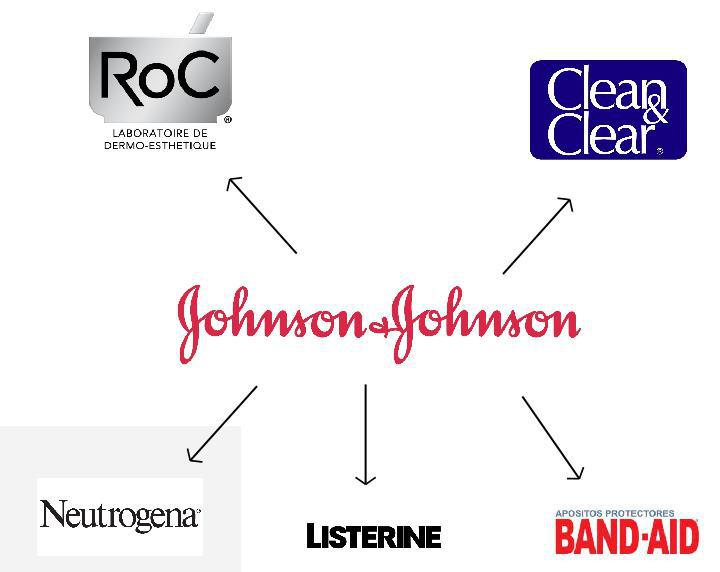 RoC
®
LABORATOIRE DE
DERMO-ESTHETIQUE
Clean
&
Clear®
Johnson & Johnson
Neutrogena®
LISTERINE
APOSITOS PROTECTORES
BAND-AID®